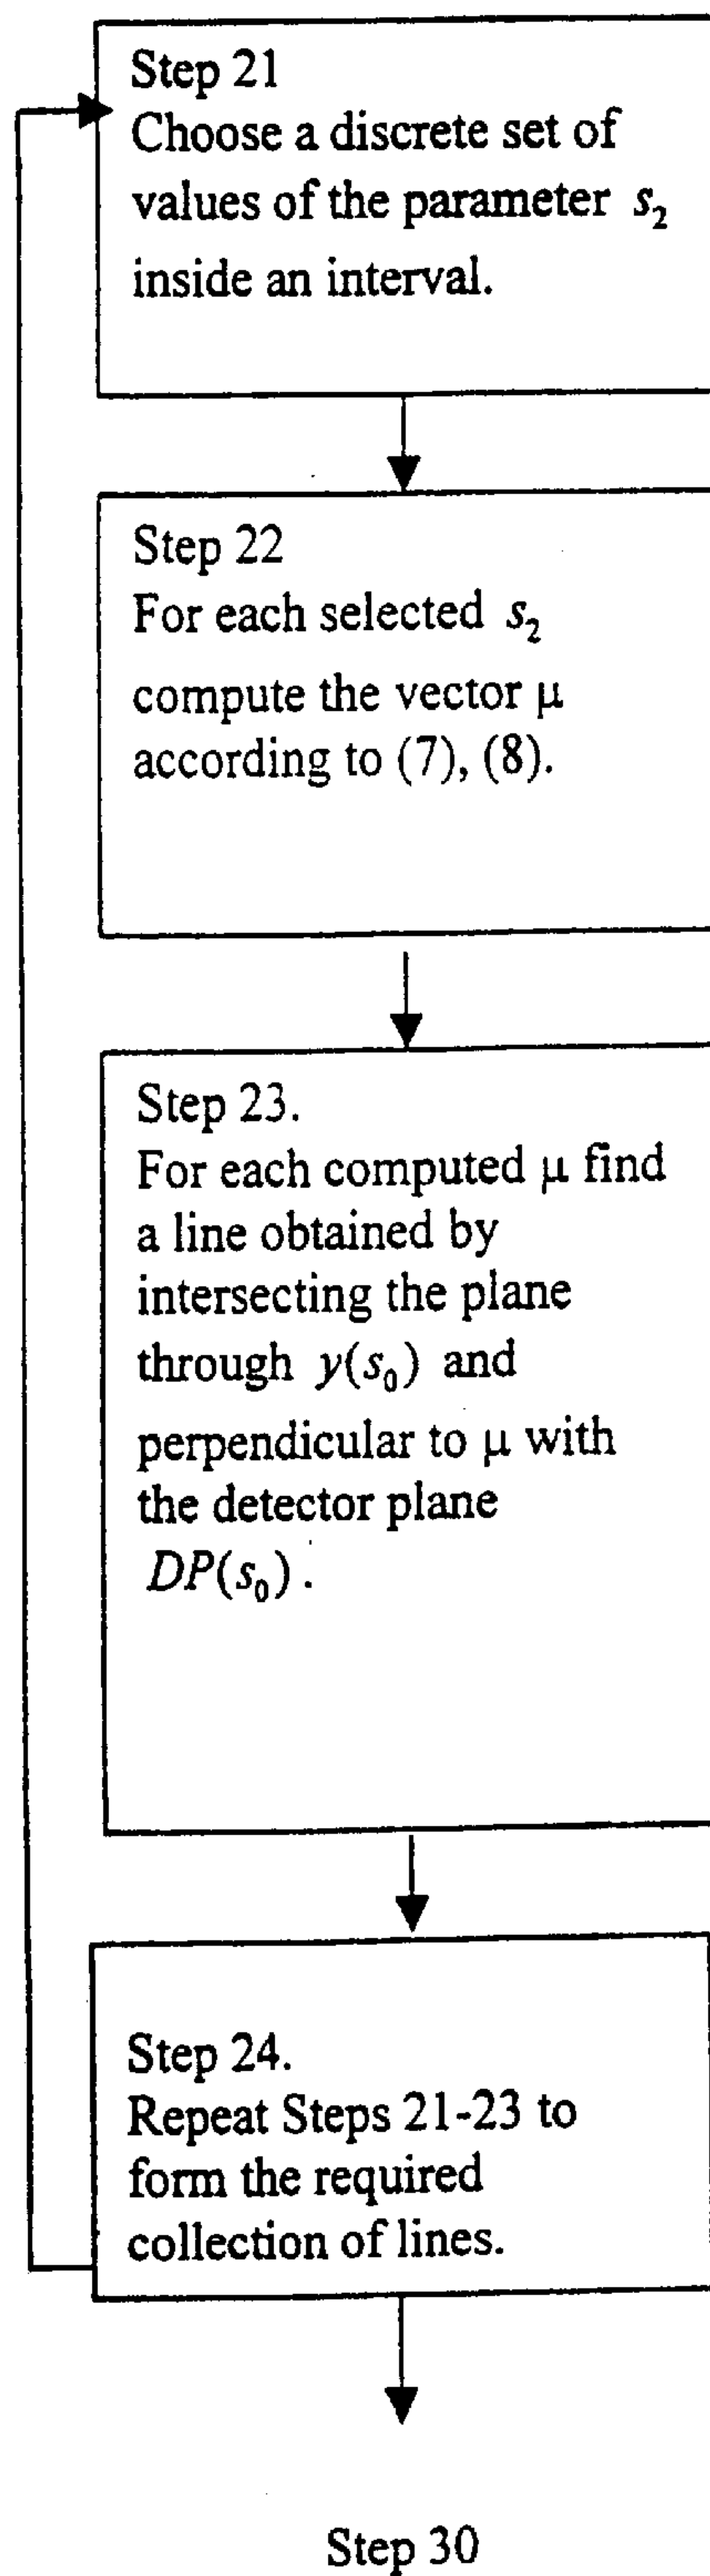 Step 21
Choose a discrete set of
values of the parameter s₂
inside an interval.
Step 22
For each selected s₂
compute the vector μ
according to (7), (8).
Step 23.
For each computed μ find
a line obtained by
intersecting the plane
through y(s₀) and
perpendicular to μ with
the detector plane
DP(s₀).
Step 24.
Repeat Steps 21-23 to
form the required
collection of lines.
Step 30